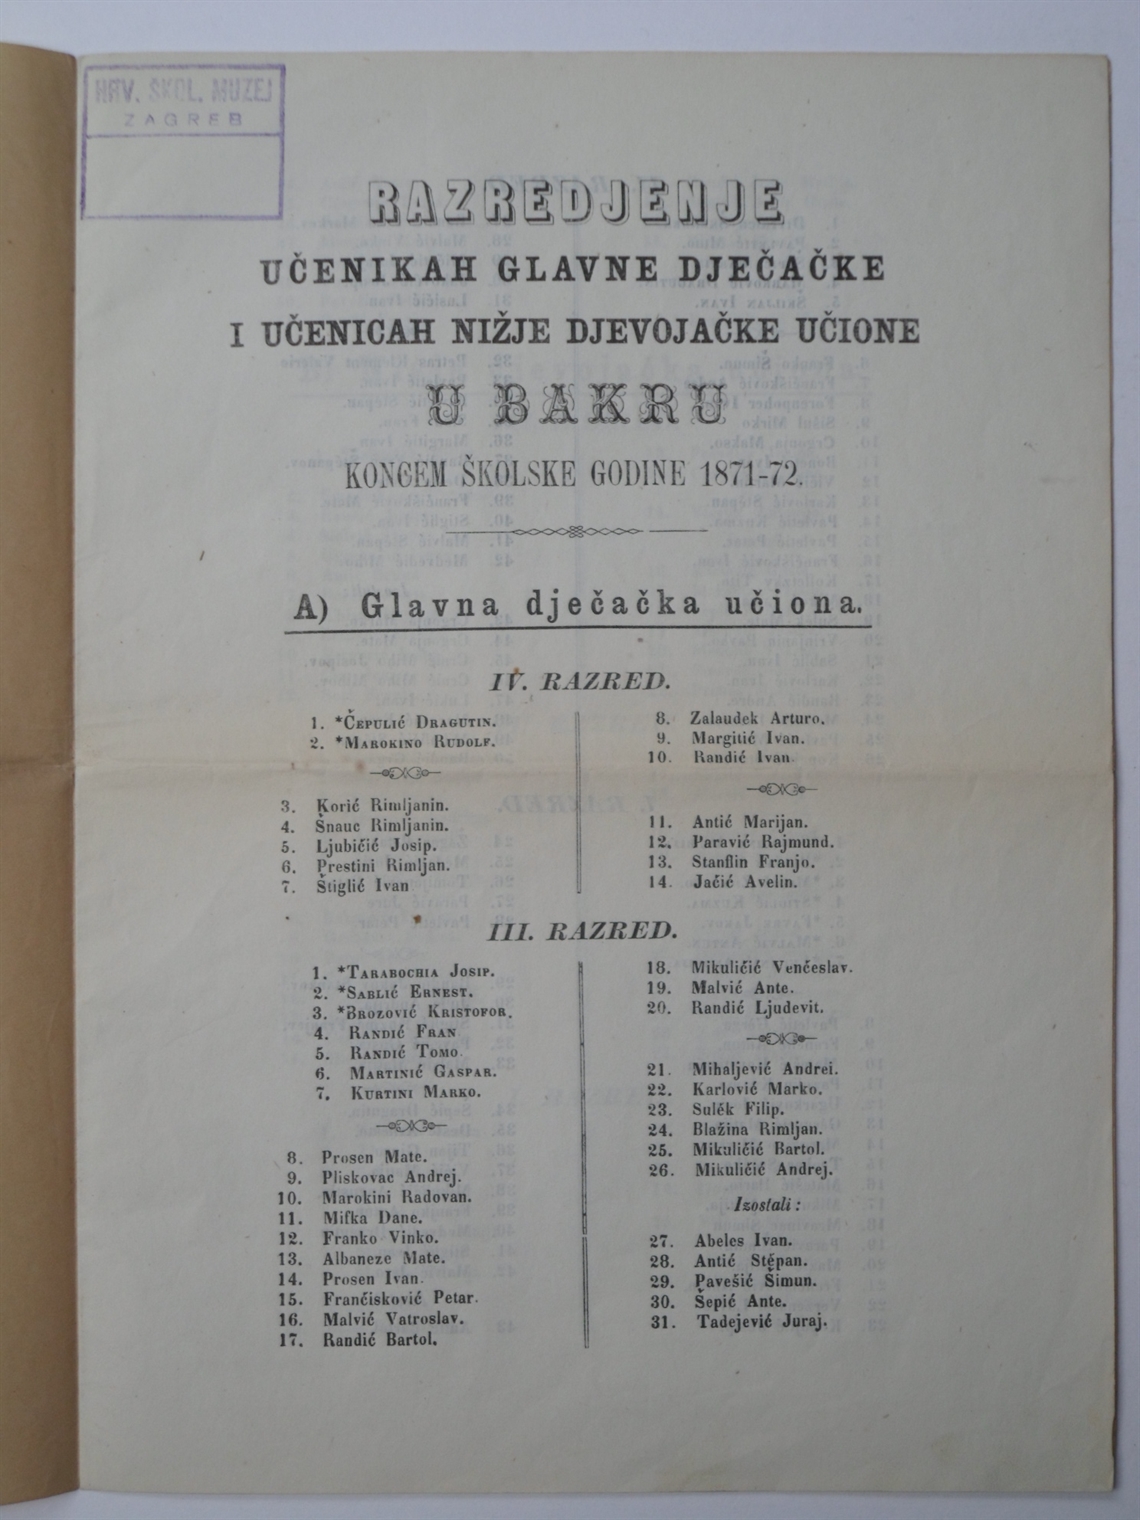 HRV. ŠKOL. MUZEJ
ZAGREB
RAZREDJENJE
UČENIKAH GLAVNE DJEČAČKE
I UČENICAH NIŽJE DJEVOJAČKE UČIONE
U BAKRU
KONCEM ŠKOLSKE GODINE 1871-72.
A) Glavna dječačka učiona.
IV. RAZRED.
1. *ČEPULIĆ DRAGUTIN.
2. *MAROKINO RUDOLF.
3. Korić Rimljanin.
4. Šnauc Rimljanin.
5. Ljubičić Josip.
6. Prestini Rimljan.
7. Štiglić Ivan
8. Zalaudek Arturo.
9. Margitić Ivan.
10. Randić Ivan.
11. Antić Marijan.
12. Paravić Rajmund.
13. Stanflin Franjo.
14. Jačić Avelin.
III. RAZRED.
1. *TARABOCHIA JOSIP.
2. *SABLIĆ ERNEST.
3. *BROZOVIĆ KRISTOFOR.
4. RANDIĆ FRAN
5. RANDIĆ TOMO.
6. MARTINIĆ GASPAR.
7. KURTINI MARKO.
8. Prosen Mate.
9. Pliskovac Andrej.
10. Marokini Radovan.
11. Mifka Dane.
12. Franko Vinko.
13. Albaneze Mate.
14. Prosen Ivan.
15. Frančisković Petar.
16. Malvić Vatroslav.
17. Randić Bartol.
18. Mikuličić Venčeslav.
19. Malvić Ante.
20. Randić Ljudevit.
21. Mihaljević Andrei.
22. Karlović Marko.
23. Sulék Filip.
24. Blažina Rimljan.
25. Mikuličić Bartol.
26. Mikuličić Andrej.
Izostali:
27. Abeles Ivan.
28. Antić Stépan.
29. Pavešić Šimun.
30. Šepić Ante.
31. Tadejević Juraj.